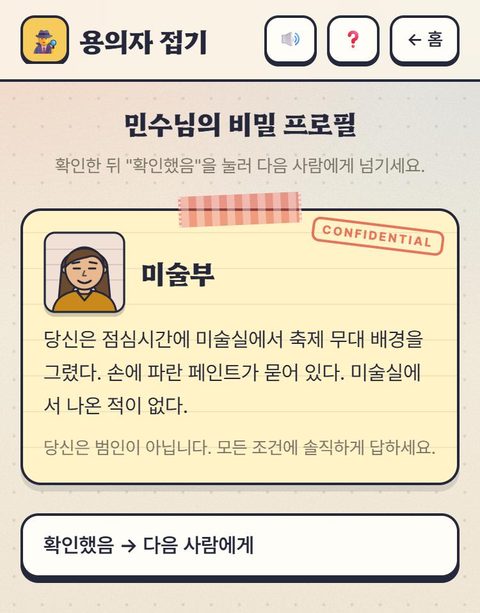 용의자 접기
← 홈
민수님의 비밀 프로필
확인한 뒤 "확인했음"을 눌러 다음 사람에게 넘기세요.
CONFIDENTIAL
미술부
당신은 점심시간에 미술실에서 축제 무대 배경을
그렸다. 손에 파란 페인트가 묻어 있다. 미술실에
서 나온 적이 없다.
당신은 범인이 아닙니다. 모든 조건에 솔직하게 답하세요.
확인했음 → 다음 사람에게